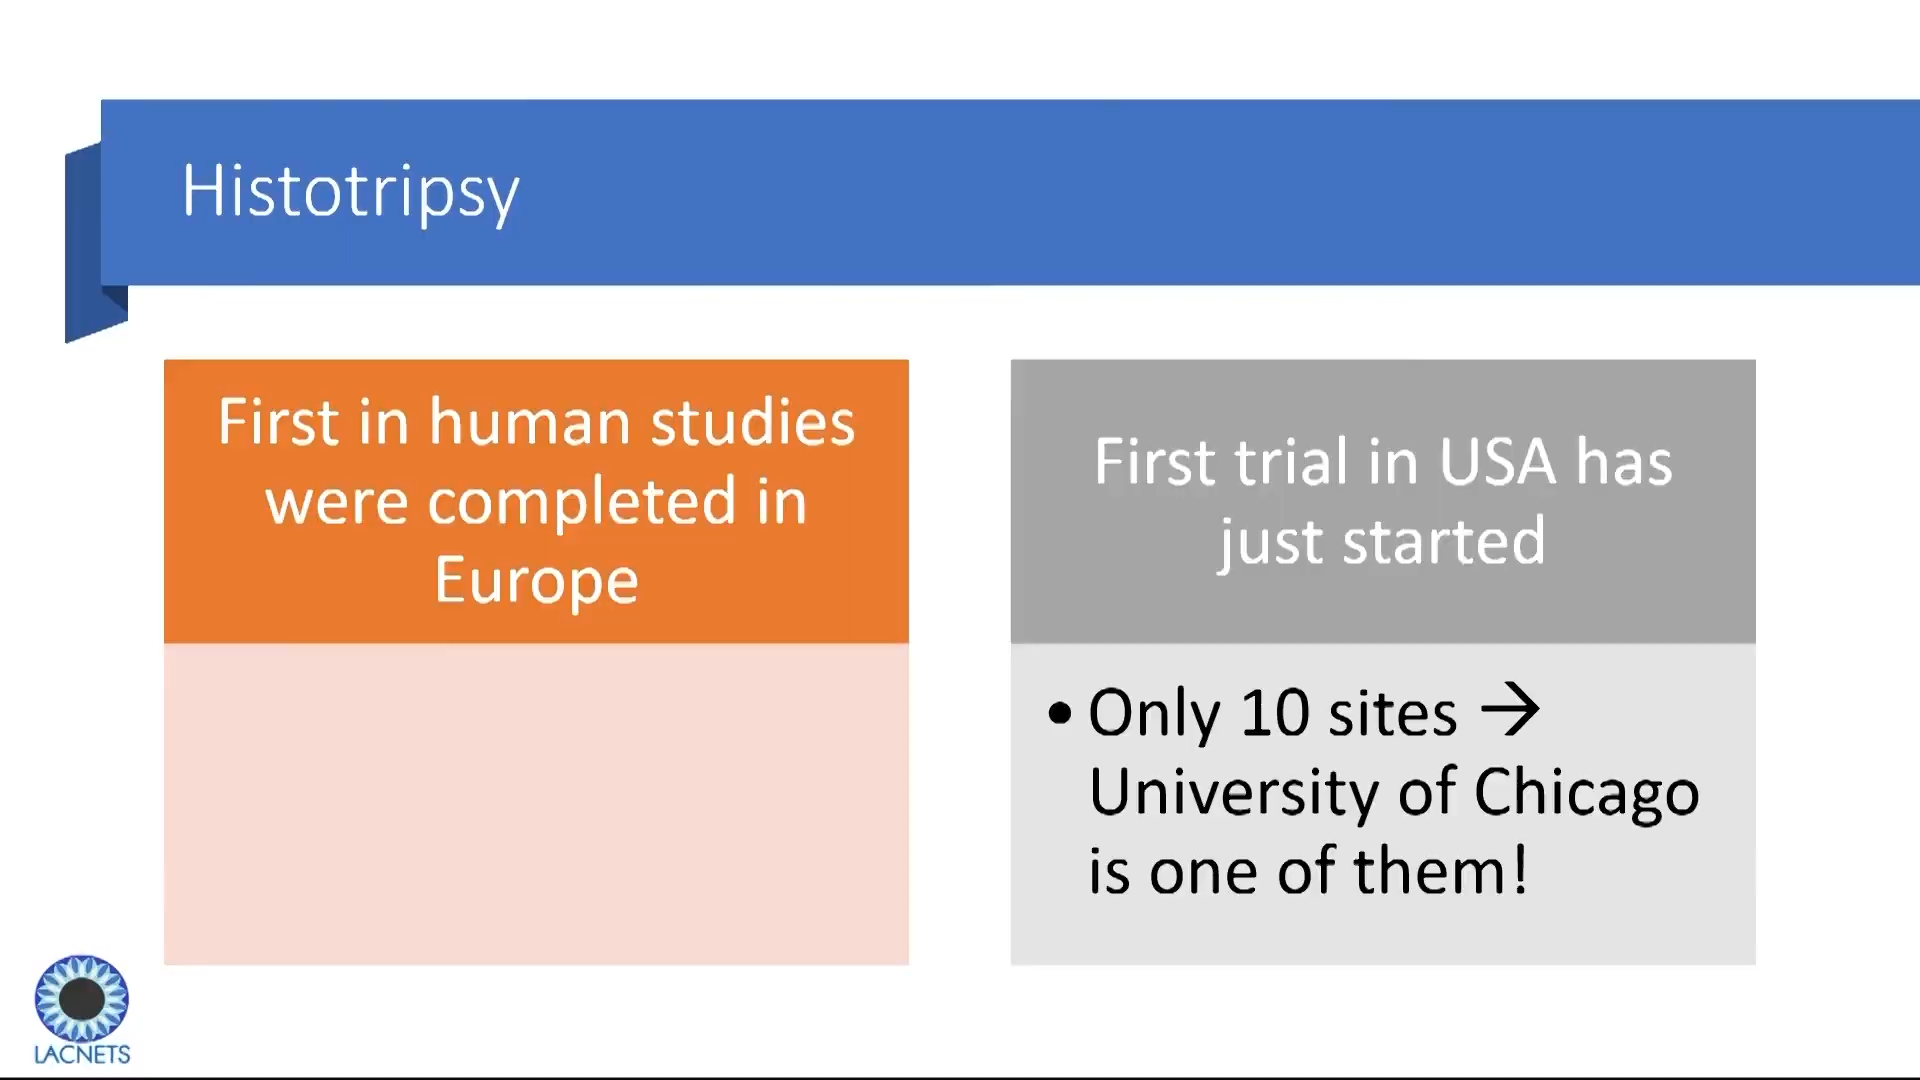 Histotripsy
First in human studies
were completed in
Europe
First trial in USA has
just started
• Only 10 sites →
University of Chicago
is one of them!
LACNETS